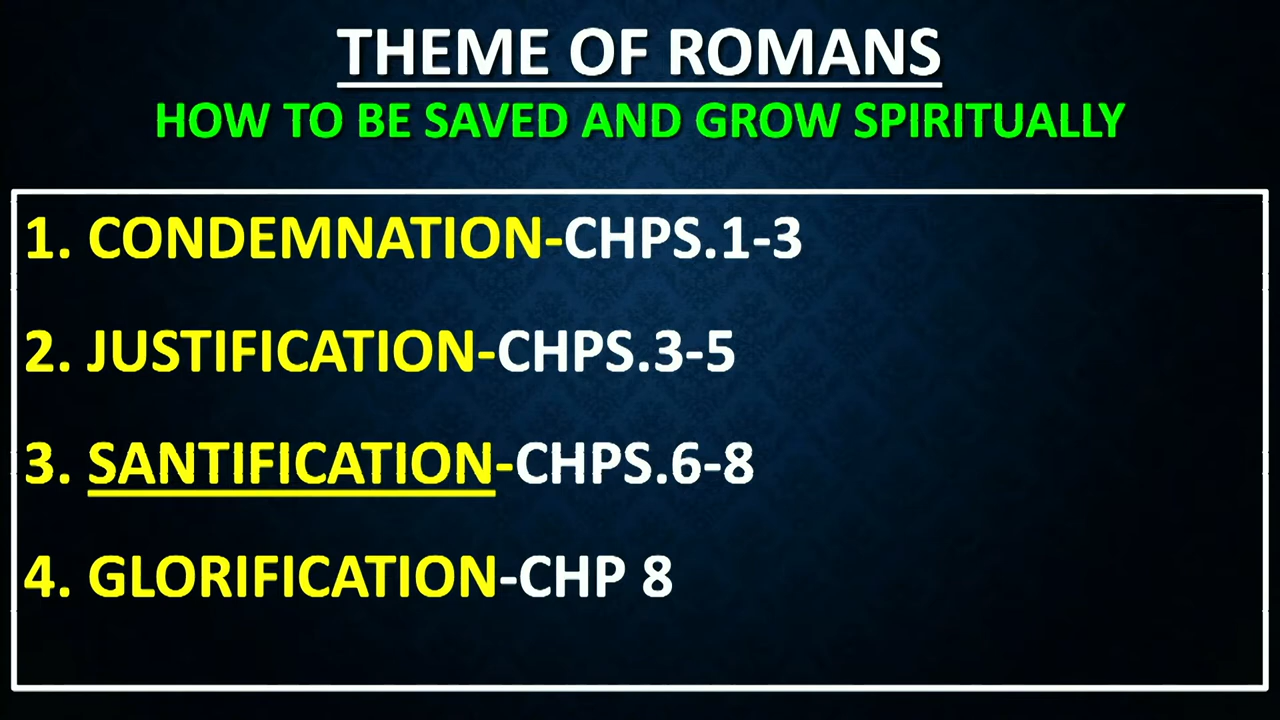 THEME OF ROMANS
HOW TO BE SAVED AND GROW SPIRITUALLY
1. CONDEMNATION-CHPS.1-3
2. JUSTIFICATION-CHPS.3-5
3. SANTIFICATION-CHPS.6-8
4. GLORIFICATION-CHP 8